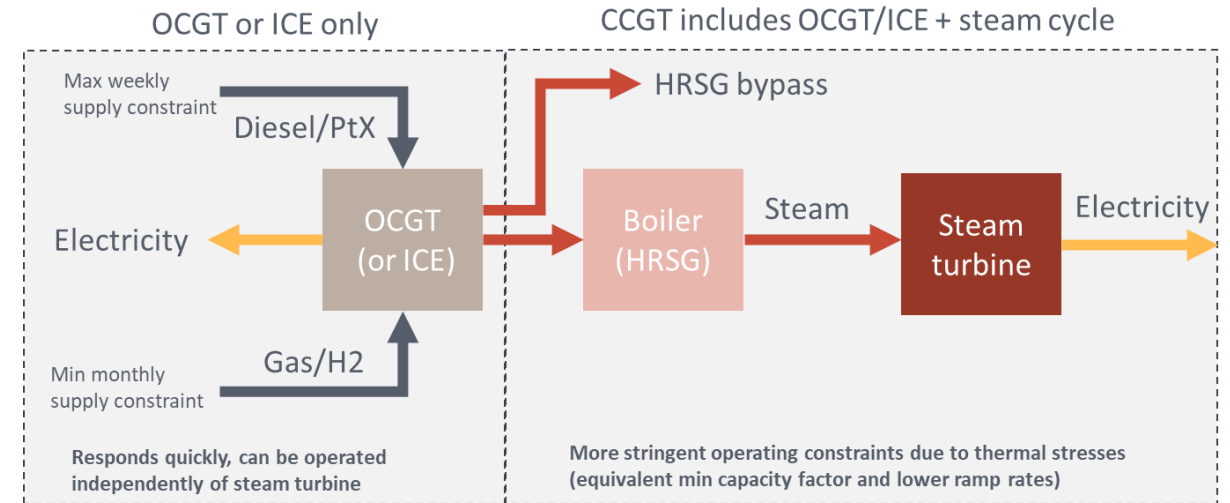 OCGT or ICE only
CCGT includes OCGT/ICE + steam cycle
Max weekly
supply constraint
Diesel/PtX
HRSG bypass
Electricity
OCGT
(or ICE)
Boiler
(HRSG)
Steam
Steam
turbine
Electricity
Gas/H2
Min monthly
supply constraint
Responds quickly, can be operated
independently of steam turbine
More stringent operating constraints due to thermal stresses
(equivalent min capacity factor and lower ramp rates)